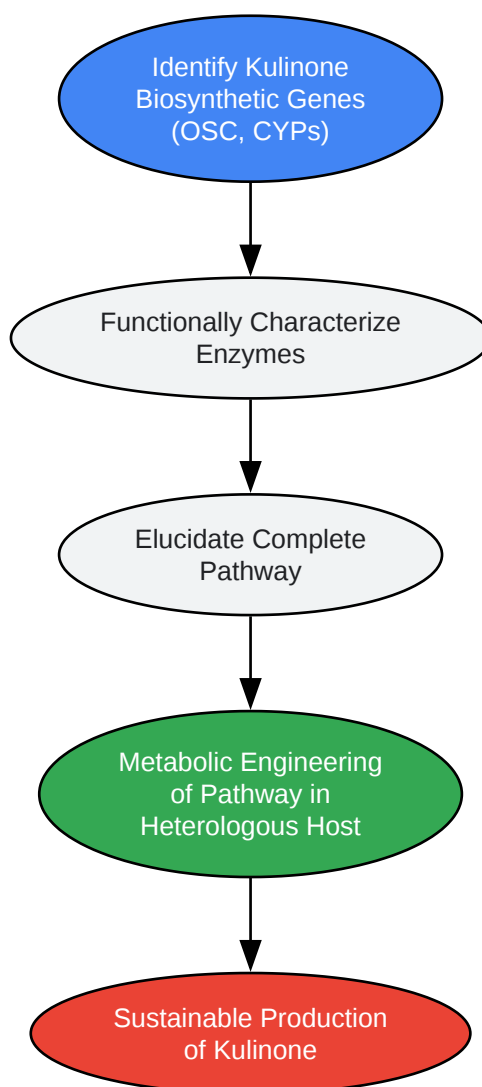 Identify Kulinone
Biosynthetic Genes
(OSC, CYPs)
Functionally Characterize
Enzymes
Elucidate Complete
Pathway
Metabolic Engineering
of Pathway in
Heterologous Host
Sustainable Production
of Kulinone